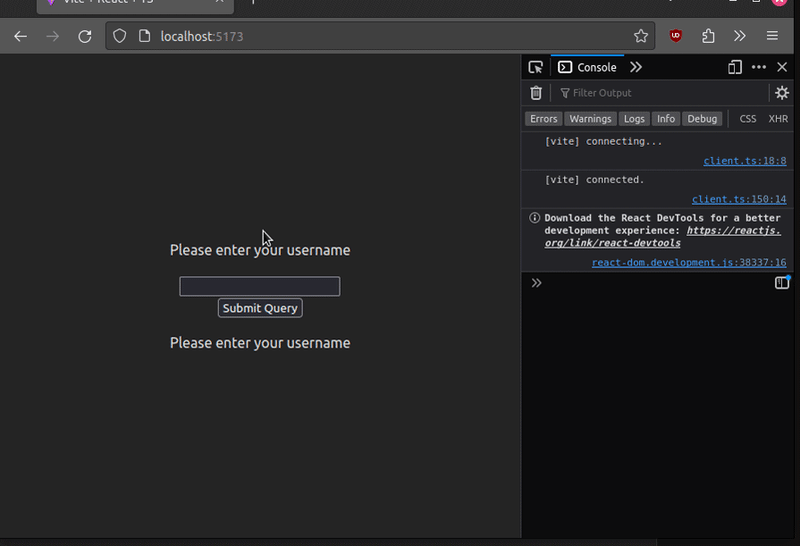 Vite + React + TS
localhost:5173
Console
Filter Output
Errors Warnings Logs Info Debug CSS XHR
[vite] connecting...
client.ts:18:8
[vite] connected.
client.ts:150:14
Download the React DevTools for a better
development experience: https://reactjs.
org/link/react-devtools
react-dom.development.js:38337:16
Please enter your username
Submit Query
Please enter your username